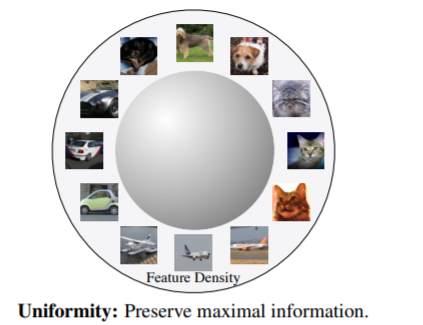 Feature Density
Uniformity: Preserve maximal information.